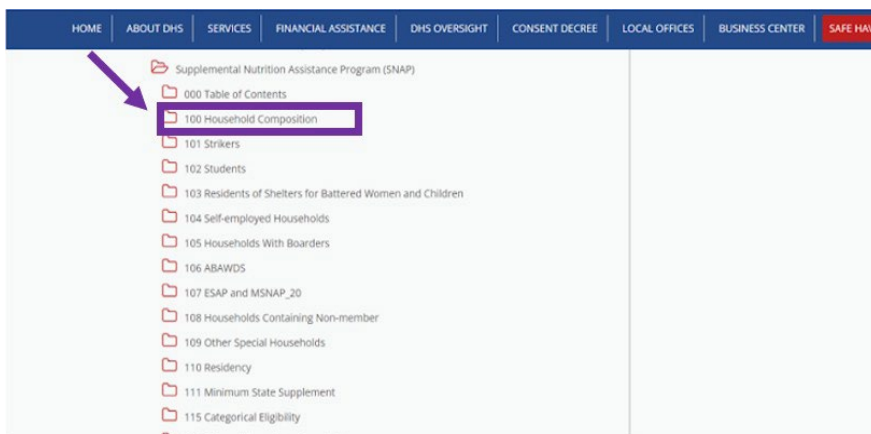 HOME ABOUT DHS SERVICES FINANCIAL ASSISTANCE DHS OVERSIGHT CONSENT DECREE LOCAL OFFICES BUSINESS CENTER SAFE HAV
Supplemental Nutrition Assistance Program (SNAP)
000 Table of Contents
100 Household Composition
101 Strikers
102 Students
103 Residents of Shelters for Battered Women and Children
104 Self-employed Households
105 Households With Boarders
106 ABAWDS
107 ESAP and MSNAP_20
108 Households Containing Non-member
109 Other Special Households
110 Residency
111 Minimum State Supplement
115 Categorical Eligibility